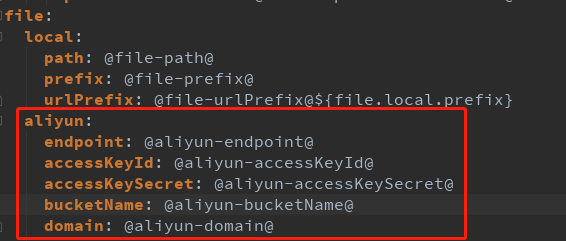 file:
local:
path: @file-path@
prefix: @file-prefix@
urlPrefix: @file-urlPrefix@${file.local.prefix}
aliyun:
endpoint: @aliyun-endpoint@
accessKeyId: @aliyun-accessKeyId@
accessKeySecret: @aliyun-accessKeySecret@
bucketName: @aliyun-bucketName@
domain: @aliyun-domain@